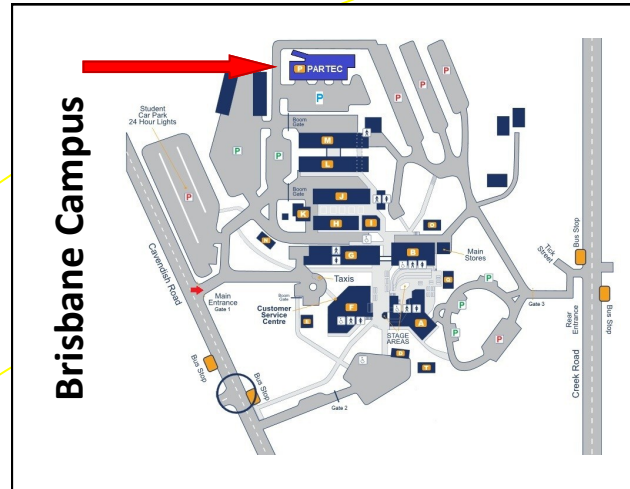 Brisbane Campus
P PARTEC
P
Student
Car Park
24 Hour Lights
P
P
P
P
P
P
P
P
Boom
Gate
M
L
Boom
Gate
J
K
H
I
G
B
Main
Stores
Cavendish Road
Taxis
Main
Entrance
Gate 1
Boom
Gate
Customer
Service
Centre
F
E
A
STAGE
AREAS
D
T
P
P
P
P
Gate 3
Tick
Street
Bus Stop
Rear
Entrance
Bus
Stop
Creek Road
Bus Stop
Bus Stop
Gate 2